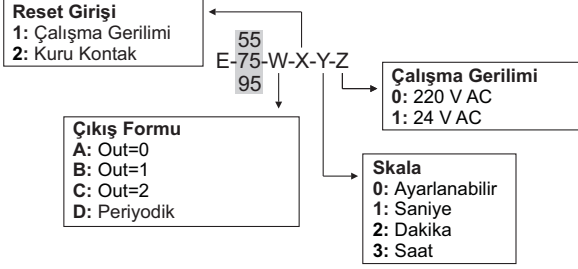 Reset Girişi
1: Çalışma Gerilimi
2: Kuru Kontak
55
E-75-W-X-Y-Z
95
Çalışma Gerilimi
0: 220 V AC
1: 24 V AC
Çıkış Formu
A: Out=0
B: Out=1
C: Out=2
D: Periyodik
Skala
0: Ayarlanabilir
1: Saniye
2: Dakika
3: Saat